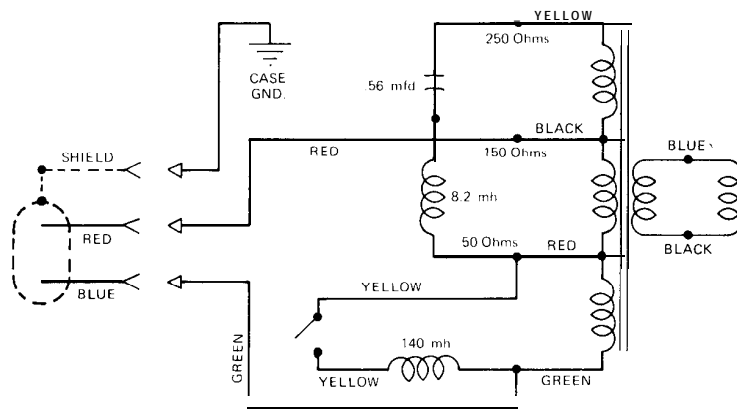 YELLOW
250 Ohms
CASE
GND.
56 mfd
SHIELD
RED
BLACK
150 Ohms
BLUE
8.2 mh
RED
50 Ohms
RED
BLACK
BLUE
YELLOW
GREEN
140 mh
YELLOW
GREEN